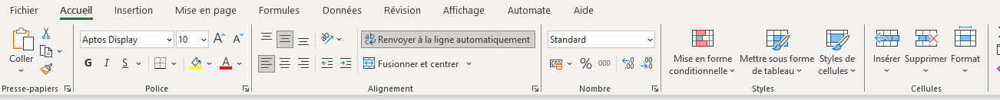 Fichier Accueil Insertion Mise en page Formules Données Révision Affichage Automate Aide
Coller
Presse-papiers
Aptos Display 10 A A
G I S A
Police
ab Renvoyer à la ligne automatiquement
Fusionner et centrer
Alignement
Standard
% 000 ,00
Nombre
Mise en forme
conditionnelle
Mettre sous forme
de tableau
Styles de
cellules
Styles
Insérer Supprimer Format
Cellules